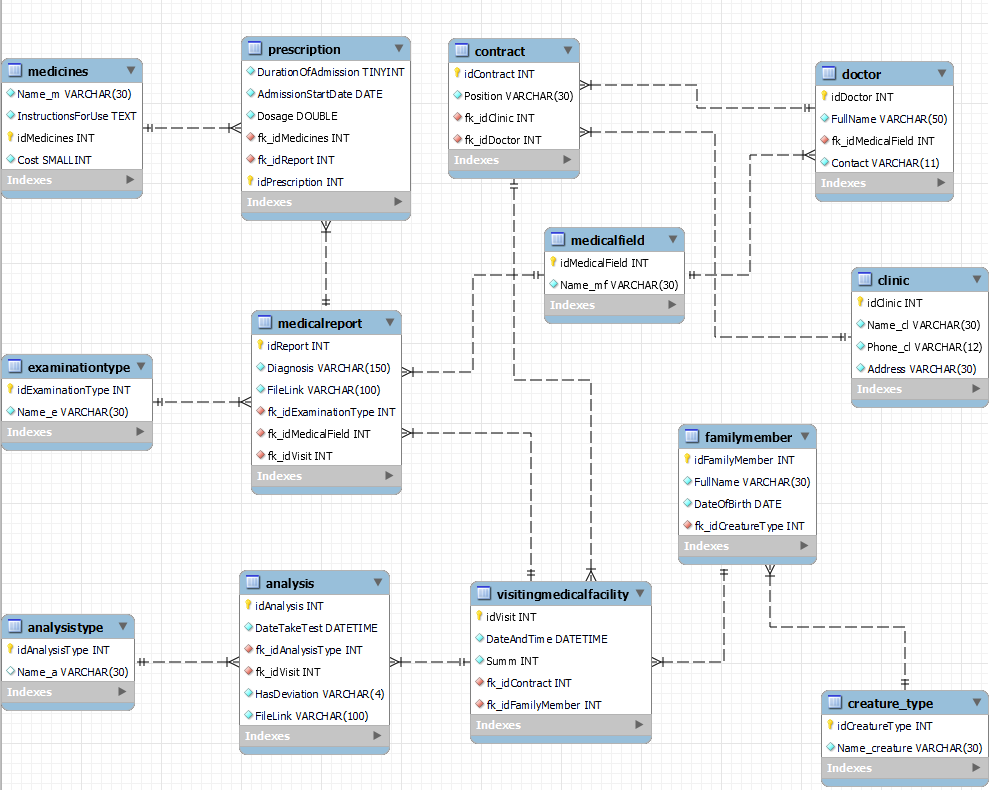 medicines
Name_m VARCHAR(30)
InstructionsForUse TEXT
idMedicines INT
Cost SMALLINT
Indexes
prescription
DurationOfAdmission TINYINT
AdmissionStartDate DATE
Dosage DOUBLE
fk_idMedicines INT
fk_idReport INT
idPrescription INT
Indexes
contract
idContract INT
Position VARCHAR(30)
fk_idClinic INT
fk_idDoctor INT
Indexes
doctor
idDoctor INT
FullName VARCHAR(50)
fk_idMedicalField INT
Contact VARCHAR(11)
Indexes
medicalfield
idMedicalField INT
Name_mf VARCHAR(30)
Indexes
clinic
idClinic INT
Name_cl VARCHAR(30)
Phone_cl VARCHAR(12)
Address VARCHAR(30)
Indexes
medicalreport
idReport INT
Diagnosis VARCHAR(150)
FileLink VARCHAR(100)
fk_idExaminationType INT
fk_idMedicalField INT
fk_idVisit INT
Indexes
examinationtype
idExaminationType INT
Name_e VARCHAR(30)
Indexes
familymember
idFamilyMember INT
FullName VARCHAR(30)
DateOfBirth DATE
fk_idCreatureType INT
Indexes
analysis
idAnalysis INT
DateTakeTest DATETIME
fk_idAnalysisType INT
fk_idVisit INT
HasDeviation VARCHAR(4)
FileLink VARCHAR(100)
Indexes
visitingmedicalfacility
idVisit INT
DateAndTime DATETIME
Summ INT
fk_idContract INT
fk_idFamilyMember INT
Indexes
analysistype
idAnalysisType INT
Name_a VARCHAR(30)
Indexes
creature_type
idCreatureType INT
Name_creature VARCHAR(30)
Indexes